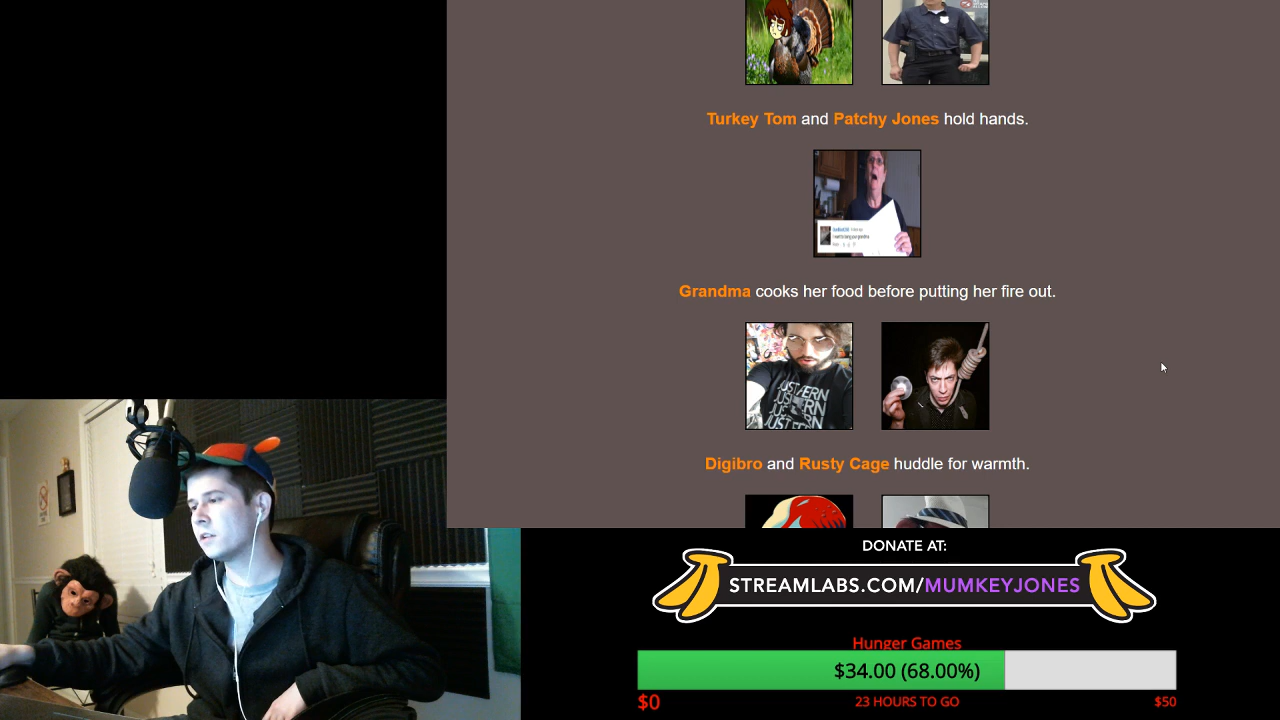 Turkey Tom and Patchy Jones hold hands.
Grandma cooks her food before putting her fire out.
JUST FERN
Digibro and Rusty Cage huddle for warmth.
DONATE AT:
STREAMLABS.COM/MUMKEYJONES
Hunger Games
$34.00 (68.00%)
$0
23 HOURS TO GO
$50